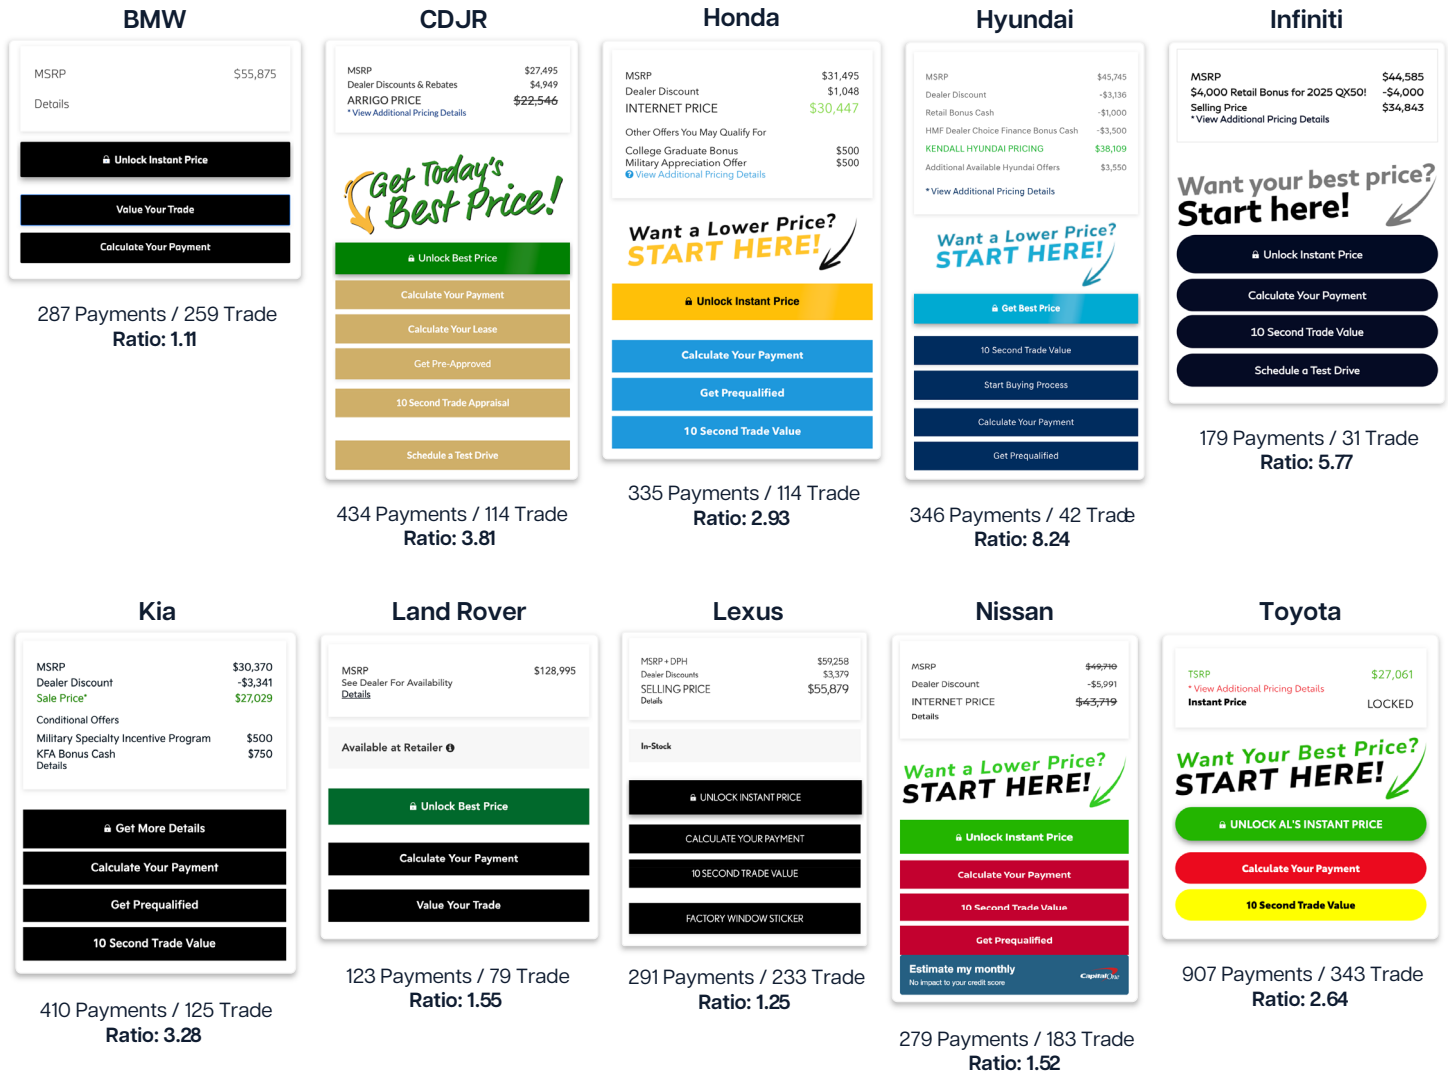 BMW
MSRP $55,875
Details
Unlock Instant Price
Value Your Trade
Calculate Your Payment
287 Payments / 259 Trade
Ratio: 1.11
CDJR
MSRP $27,495
Dealer Discounts & Rebates $4,949
ARRIGO PRICE $22,546
* View Additional Pricing Details
Get Today's
Best Price!
Unlock Best Price
Calculate Your Payment
Calculate Your Lease
Get Pre-Approved
10 Second Trade Appraisal
Schedule a Test Drive
434 Payments / 114 Trade
Ratio: 3.81
Honda
MSRP $31,495
Dealer Discount $1,048
INTERNET PRICE $30,447
Other Offers You May Qualify For
College Graduate Bonus $500
Military Appreciation Offer $500
View Additional Pricing Details
Want a Lower Price?
START HERE!
Unlock Instant Price
Calculate Your Payment
Get Prequalified
10 Second Trade Value
335 Payments / 114 Trade
Ratio: 2.93
Hyundai
MSRP $45,745
Dealer Discount -$3,136
Retail Bonus Cash -$1,000
HMF Dealer Choice Finance Bonus Cash -$3,500
KENDALL HYUNDAI PRICING $38,109
Additional Available Hyundai Offers $3,550
* View Additional Pricing Details
Want a Lower Price?
START HERE!
Get Best Price
10 Second Trade Value
Start Buying Process
Calculate Your Payment
Get Prequalified
346 Payments / 42 Trade
Ratio: 8.24
Infiniti
MSRP $44,585
$4,000 Retail Bonus for 2025 QX50! -$4,000
Selling Price $34,843
* View Additional Pricing Details
Want your best price?
Start here!
Unlock Instant Price
Calculate Your Payment
10 Second Trade Value
Schedule a Test Drive
179 Payments / 31 Trade
Ratio: 5.77
Kia
MSRP $30,370
Dealer Discount -$3,341
Sale Price* $27,029
Conditional Offers
Military Specialty Incentive Program $500
KFA Bonus Cash $750
Details
Get More Details
Calculate Your Payment
Get Prequalified
10 Second Trade Value
410 Payments / 125 Trade
Ratio: 3.28
Land Rover
MSRP $128,995
See Dealer For Availability
Details
Available at Retailer
Unlock Best Price
Calculate Your Payment
Value Your Trade
123 Payments / 79 Trade
Ratio: 1.55
Lexus
MSRP + DPH $59,258
Dealer Discounts $3,379
SELLING PRICE $55,879
Details
In-Stock
UNLOCK INSTANT PRICE
CALCULATE YOUR PAYMENT
10 SECOND TRADE VALUE
FACTORY WINDOW STICKER
291 Payments / 233 Trade
Ratio: 1.25
Nissan
MSRP $49,710
Dealer Discount -$5,991
INTERNET PRICE $43,719
Details
Want a Lower Price?
START HERE!
Unlock Instant Price
Calculate Your Payment
10 Second Trade Value
Get Prequalified
Estimate my monthly
No impact to your credit score
Capital One
279 Payments / 183 Trade
Ratio: 1.52
Toyota
TSRP $27,061
* View Additional Pricing Details
Instant Price LOCKED
Want Your Best Price?
START HERE!
UNLOCK AL'S INSTANT PRICE
Calculate Your Payment
10 Second Trade Value
907 Payments / 343 Trade
Ratio: 2.64